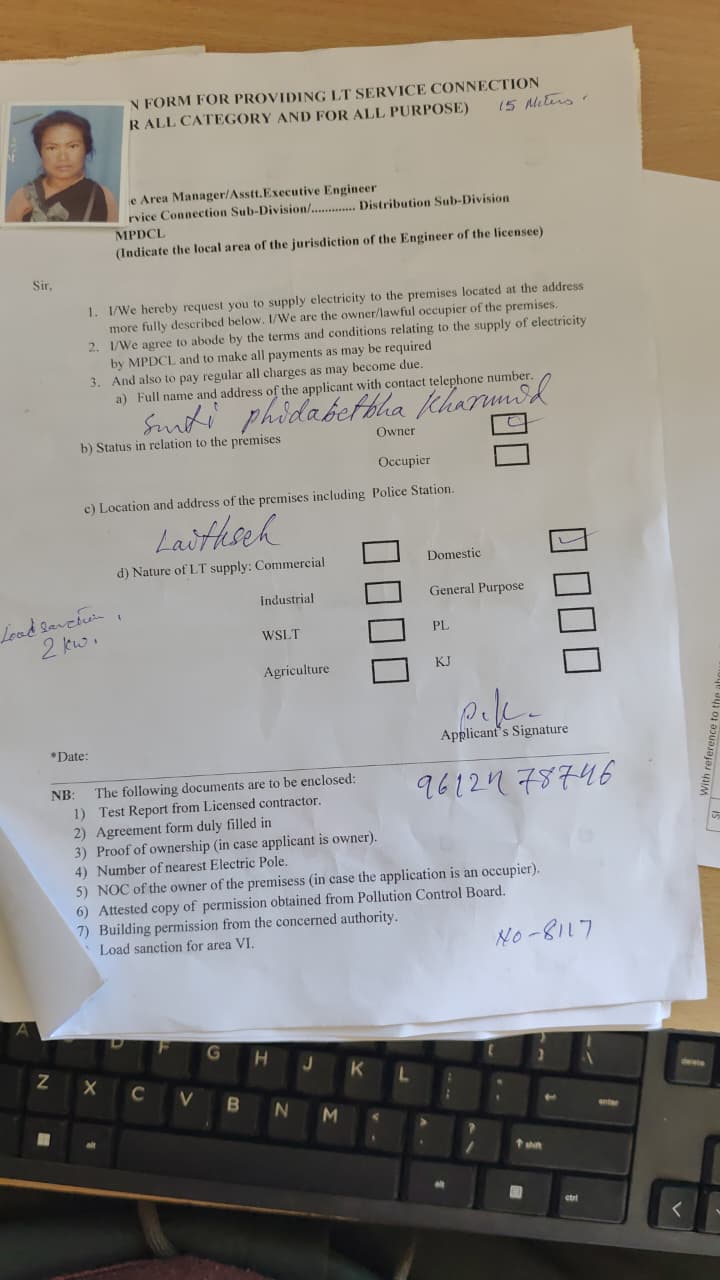 N FORM FOR PROVIDING LT SERVICE CONNECTION
R ALL CATEGORY AND FOR ALL PURPOSE)
15 Meters
e Area Manager/Asstt.Executive Engineer
rvice Connection Sub-Division/............. Distribution Sub-Division
MPDCL
(Indicate the local area of the jurisdiction of the Engineer of the licensee)
Sir,
1. I/We hereby request you to supply electricity to the premises located at the address
more fully described below. I/We are the owner/lawful occupier of the premises.
2. I/We agree to abode by the terms and conditions relating to the supply of electricity
by MPDCL and to make all payments as may be required
3. And also to pay regular all charges as may become due.
a) Full name and address of the applicant with contact telephone number.
Smti
b) Status in relation to the premises
Owner
Occupier
c) Location and address of the premises including Police Station.
Laitkseh
d) Nature of LT supply: Commercial
Domestic
Industrial
General Purpose
Load sanction
2 kw.
WSLT
PL
Agriculture
KJ
P.K.
Applicant's Signature
*Date:
NB: The following documents are to be enclosed:
1) Test Report from Licensed contractor.
2) Agreement form duly filled in
3) Proof of ownership (in case applicant is owner).
4) Number of nearest Electric Pole.
5) NOC of the owner of the premisess (in case the application is an occupier).
6) Attested copy of permission obtained from Pollution Control Board.
7) Building permission from the concerned authority.
Load sanction for area VI.
NO-8117
With reference to the
Sl
A
D F G H J K L
Z X C V B N M
delete
enter
shift
alt
alt
ctrl